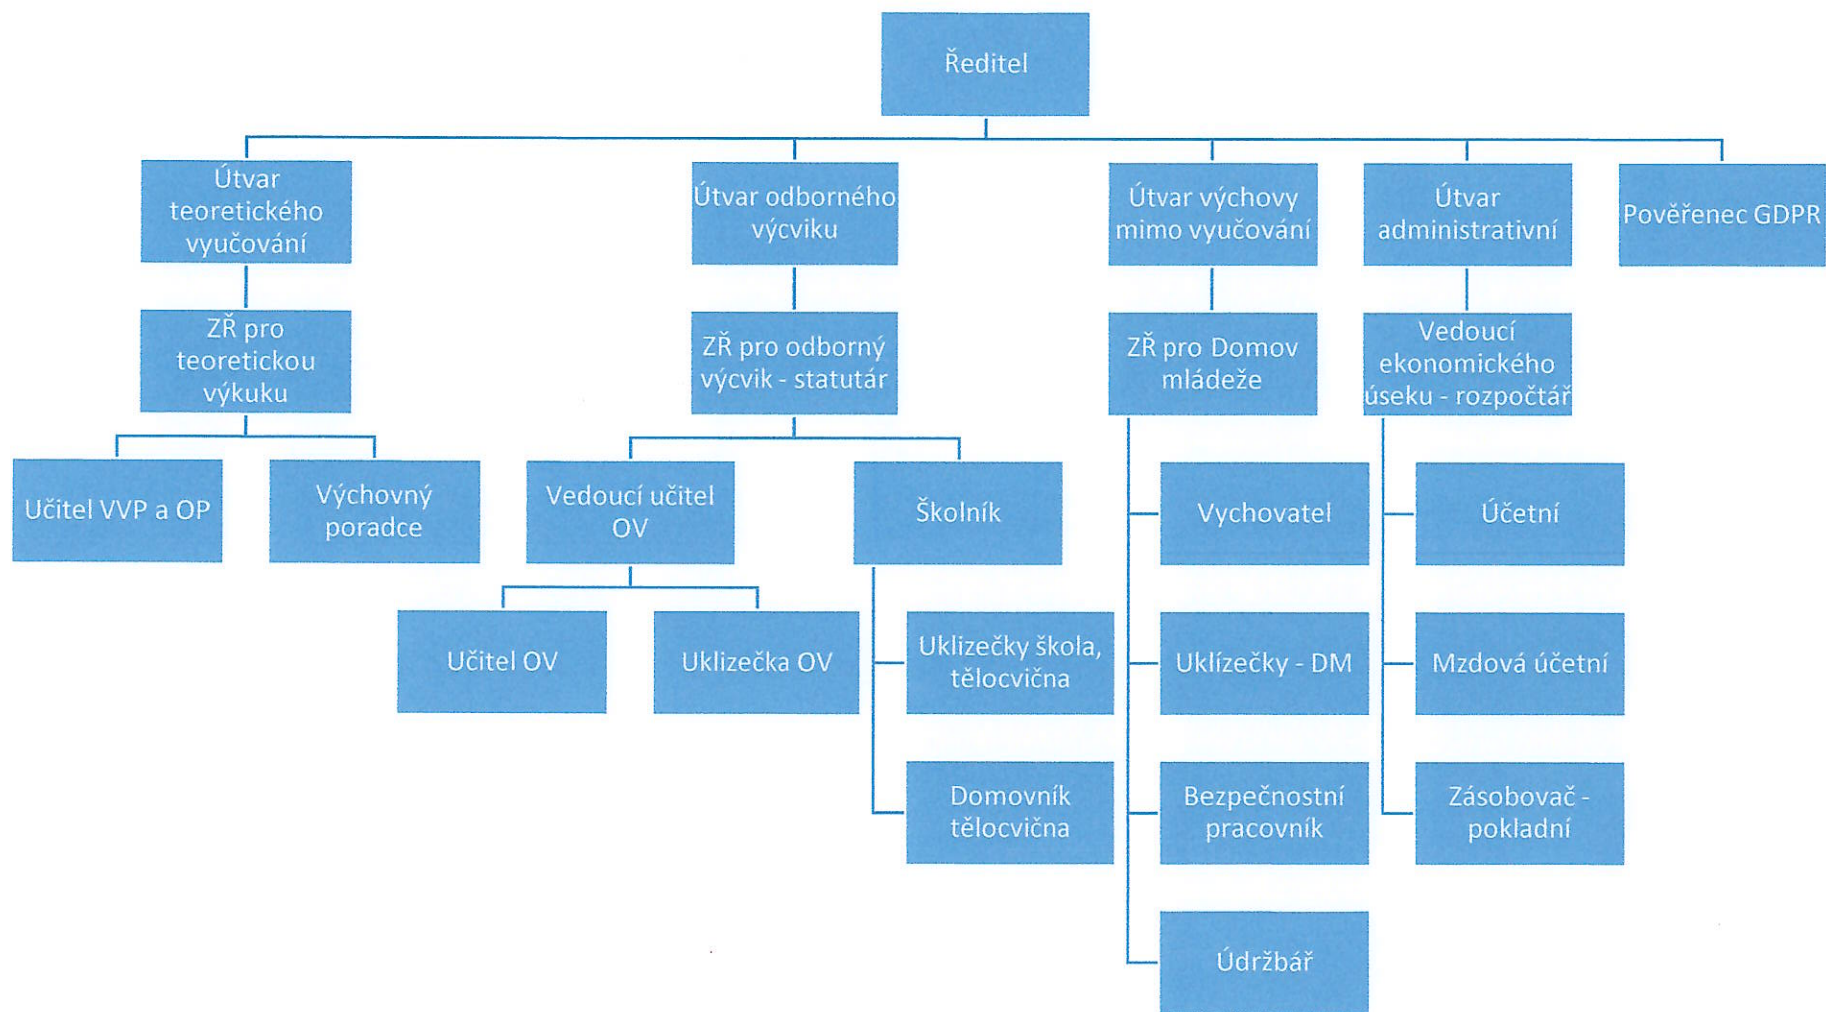 Ředitel
Útvar
teoretického
vyučování
Útvar odborného
výcviku
Útvar výchovy
mimo vyučování
Útvar
administrativní
Pověřenec GDPR
ZŘ pro
teoretickou
výkuku
ZŘ pro odborný
výcvik - statutár
ZŘ pro Domov
mládeže
Vedoucí
ekonomického
úseku - rozpočtář
Učitel VVP a OP
Výchovný
poradce
Vedoucí učitel
OV
Školník
Vychovatel
Účetní
Učitel OV
Uklizečka OV
Uklizečky škola,
tělocvična
Uklízečky - DM
Mzdová účetní
Domovník
tělocvična
Bezpečnostní
pracovník
Zásobovač -
pokladní
Údržbář